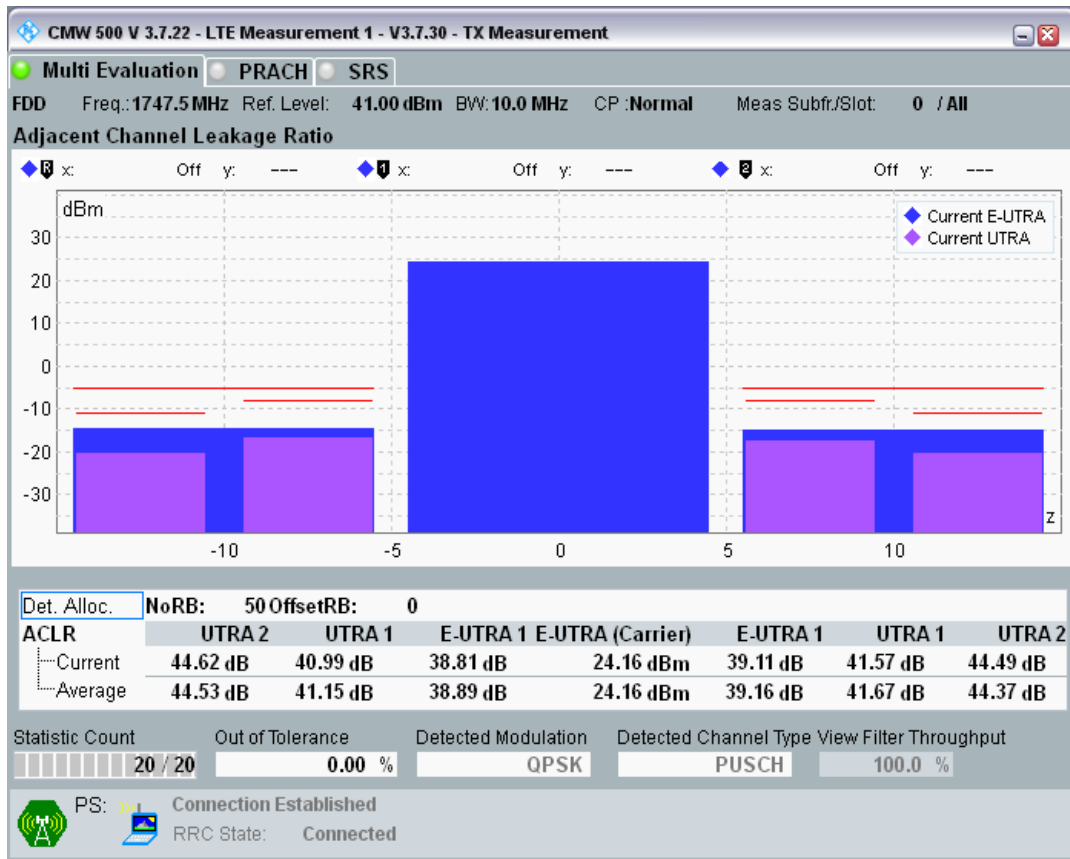 CMW 500 V 3.7.22 - LTE Measurement 1 - V3.7.30 - TX Measurement
Multi Evaluation PRACH SRS
FDD Freq.: 1747.5 MHz Ref. Level: 41.00 dBm BW: 10.0 MHz CP :Normal Meas Subfr./Slot: 0 / All
Adjacent Channel Leakage Ratio
R x: Off y: --- 1 x: Off y: --- 2 x: Off y: ---
dBm
Current E-UTRA
Current UTRA
30
20
10
0
-10
-20
-30
z
-10 -5 0 5 10
Det. Alloc. NoRB: 50 OffsetRB: 0
ACLR UTRA 2 UTRA 1 E-UTRA 1 E-UTRA (Carrier) E-UTRA 1 UTRA 1 UTRA 2
Current 44.62 dB 40.99 dB 38.81 dB 24.16 dBm 39.11 dB 41.57 dB 44.49 dB
Average 44.53 dB 41.15 dB 38.89 dB 24.16 dBm 39.16 dB 41.67 dB 44.37 dB
Statistic Count Out of Tolerance Detected Modulation Detected Channel Type View Filter Throughput
20 / 20 0.00 % QPSK PUSCH 100.0 %
PS: Connection Established
RRC State: Connected